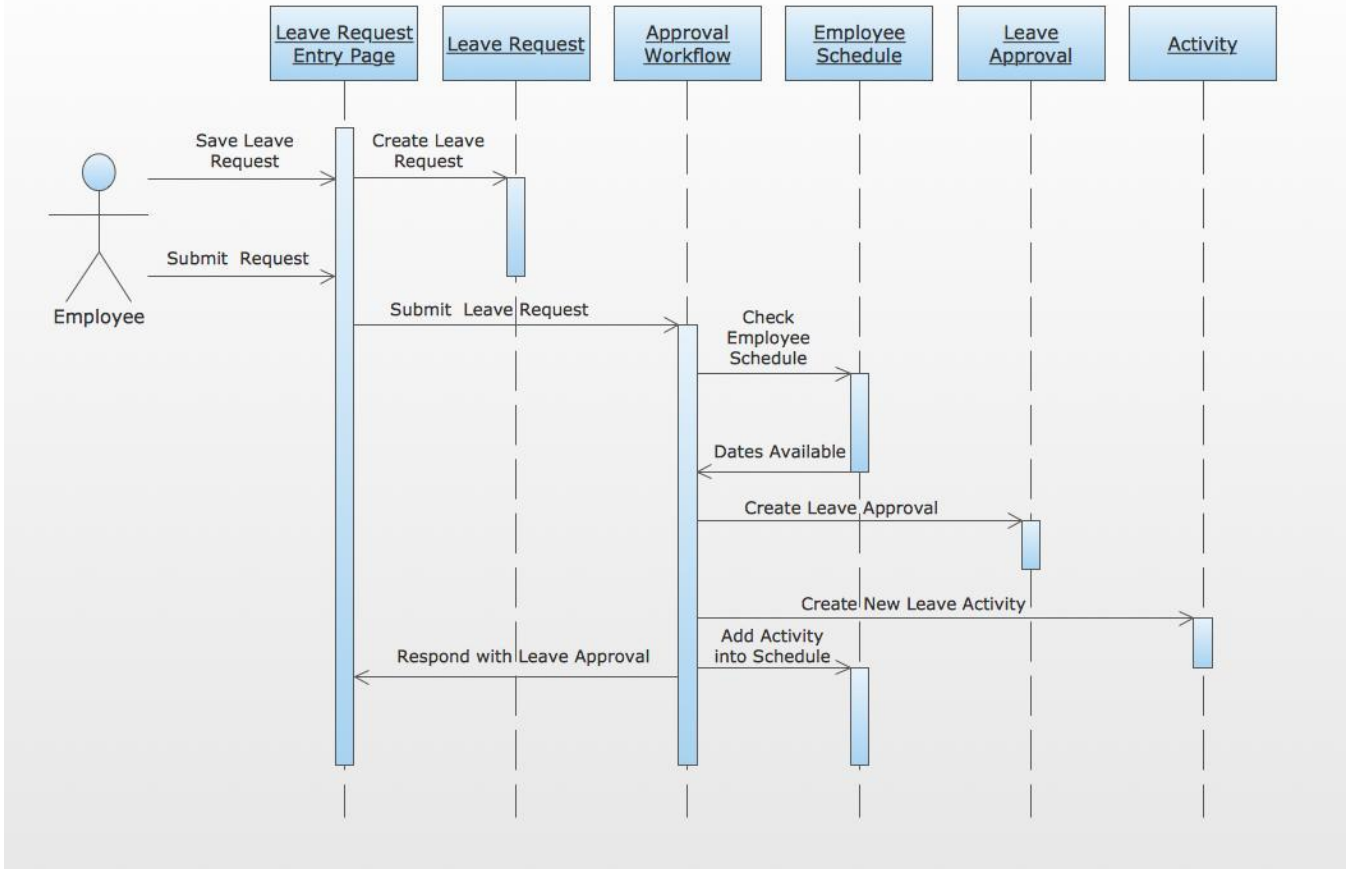 Leave Request
Entry Page
Leave Request
Approval
Workflow
Employee
Schedule
Leave
Approval
Activity
Save Leave
Request
Create Leave
Request
Submit  Request
Employee
Submit  Leave Request
Check
Employee
Schedule
Dates Available
Create Leave Approval
Create New Leave Activity
Add Activity
into Schedule
Respond with Leave Approval